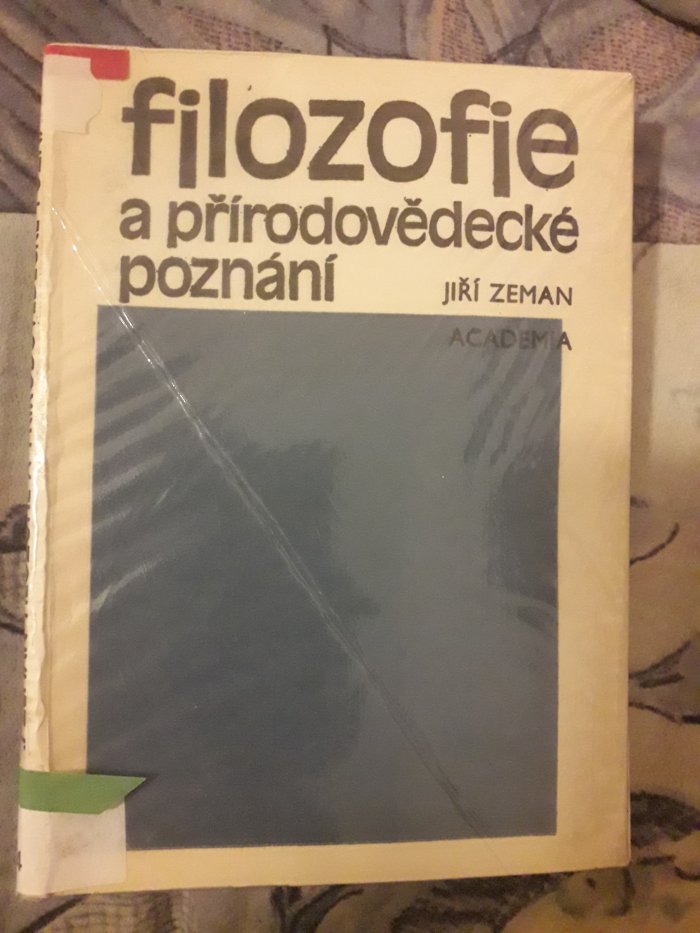 filozofie
a přírodovědecké
poznání
JIŘÍ ZEMAN
ACADEMIA